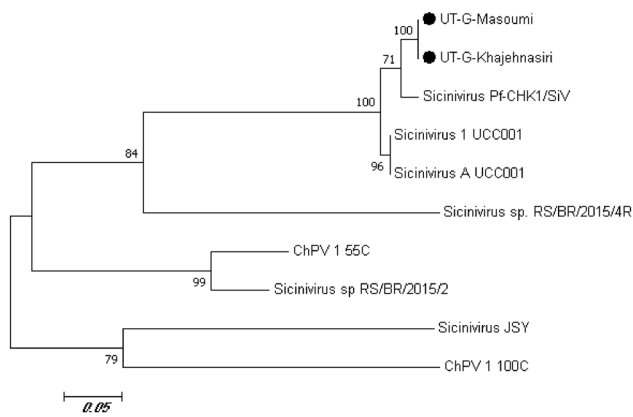 100
UT-G-Masoumi
UT-G-Khajehnasiri
71
Sicinivirus Pf-CHK1/SiV
100
Sicinivirus 1 UCC001
96
Sicinivirus A UCC001
84
Sicinivirus sp. RS/BR/2015/4R
ChPV 1 55C
99
Sicinivirus sp RS/BR/2015/2
Sicinivirus JSY
79
ChPV 1 100C
0.05